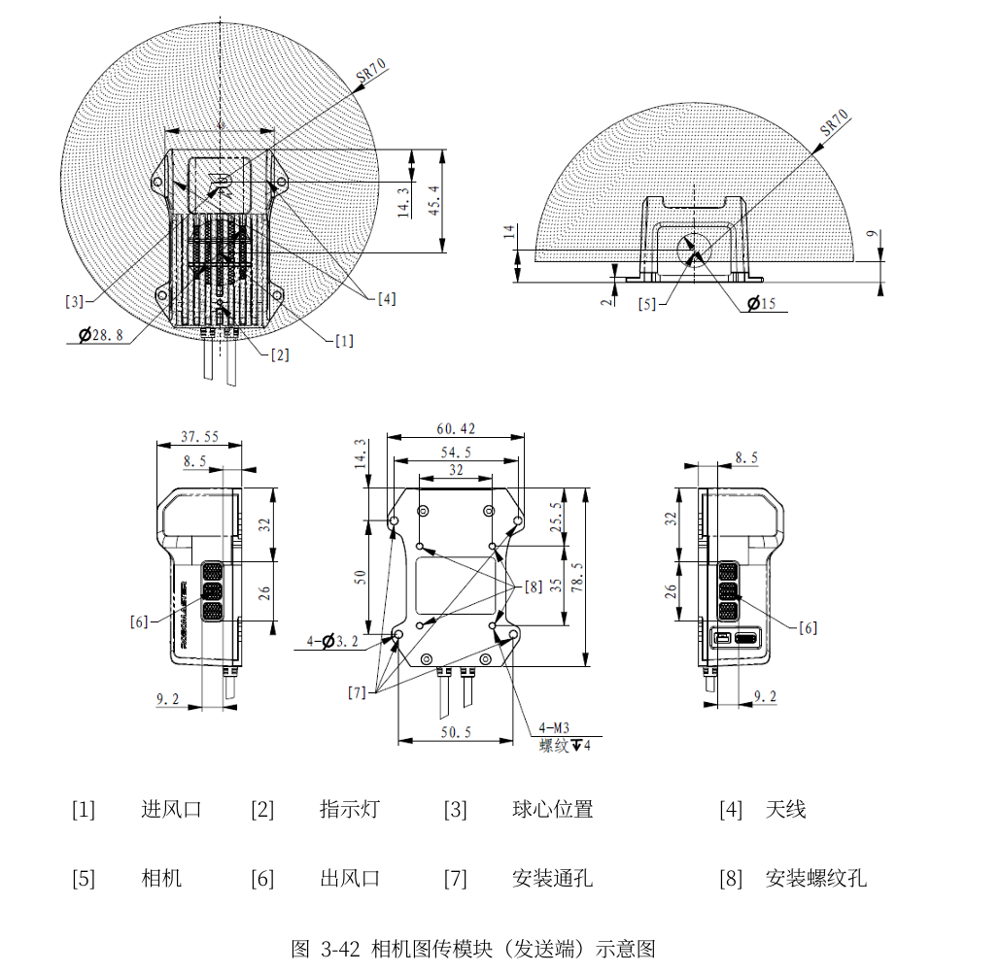 SR70
SR70
14.3
45.4
14
9
[3]
[4]
2
[5]
Ø15
Ø28.8
[1]
[2]
37.55
8.5
32
26
[6]
ROBOMASTER
9.2
60.42
54.5
32
14.3
50
25.5
35
78.5
[8]
4-Ø3.2
[7]
50.5
4-M3
螺纹↧4
8.5
32
26
[6]
9.2
[1] 进风口 [2] 指示灯 [3] 球心位置 [4] 天线
[5] 相机 [6] 出风口 [7] 安装通孔 [8] 安装螺纹孔
图 3-42 相机图传模块（发送端）示意图